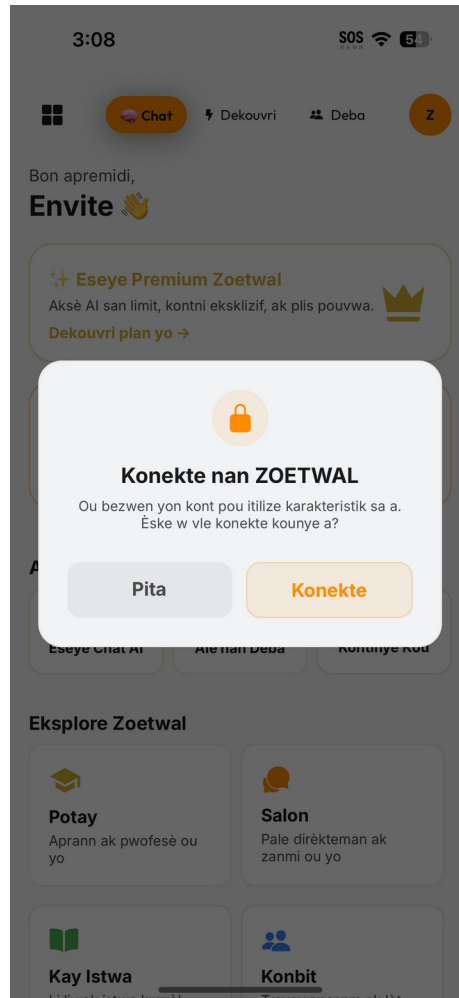 3:08
SOS
54
Chat
Dekouvri
Deba
Z
Bon apremidi,
Envite 👋
✨ Eseye Premium Zoetwal
Aksè AI san limit, kontni eksklizif, ak plis pouvwa.
Dekouvri plan yo →
Konekte nan ZOETWAL
Ou bezwen yon kont pou itilize karakteristik sa a.
Èske w vle konekte kounye a?
Pita
Konekte
Eseye Chat AI
Ale nan Deba
Kontinye Kou
Eksplore Zoetwal
Potay
Aprann ak pwofesè ou
yo
Salon
Pale dirèkteman ak
zanmi ou yo
Kay Istwa
Konbit